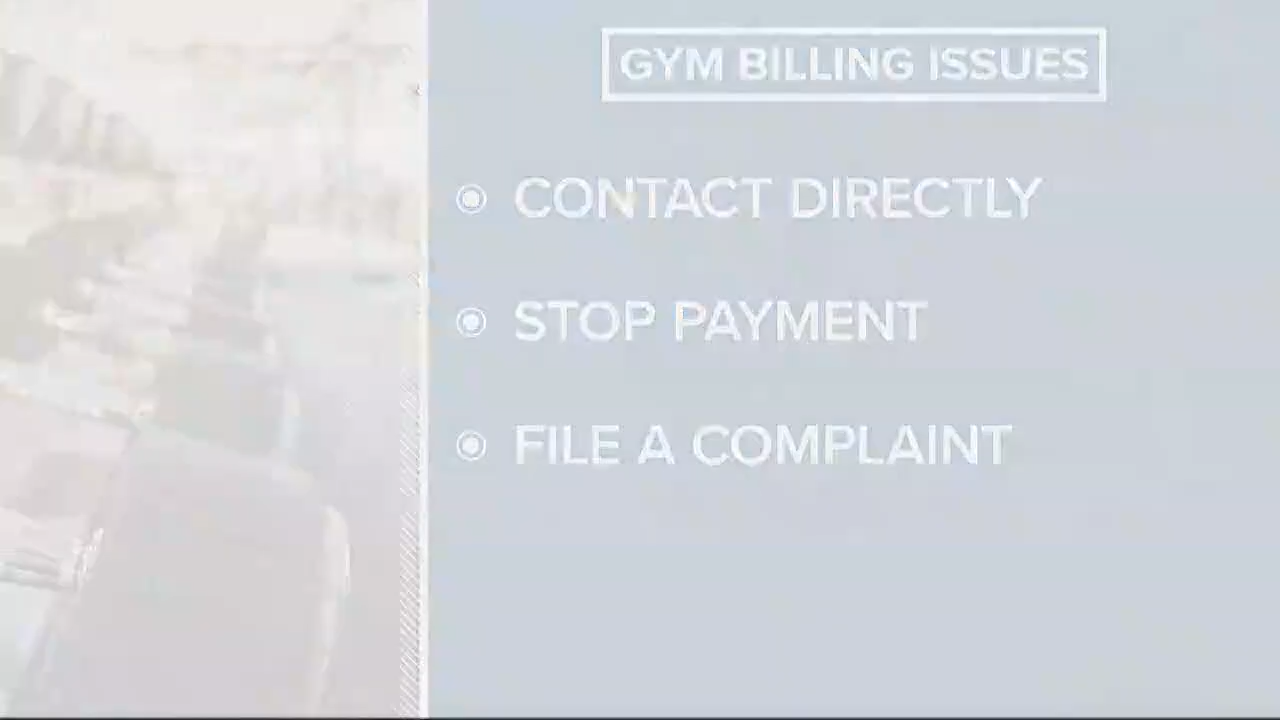 GYM BILLING ISSUES
CONTACT DIRECTLY
STOP PAYMENT
FILE A COMPLAINT